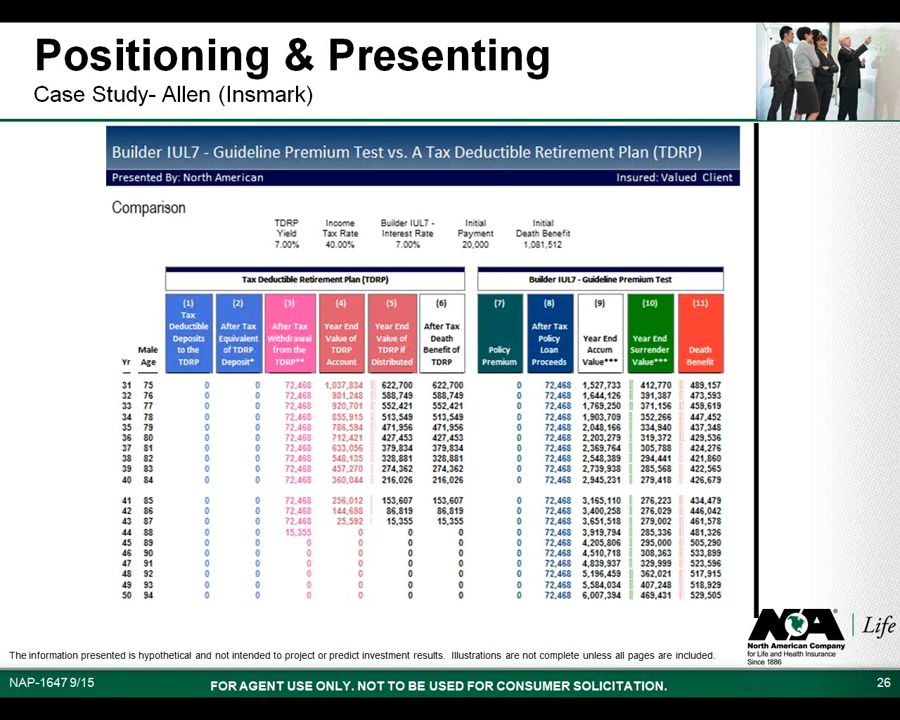 Positioning & Presenting
Case Study- Allen (Insmark)
Builder IUL7 - Guideline Premium Test vs. A Tax Deductible Retirement Plan (TDRP)
Presented By: North American Insured: Valued Client
Comparison
TDRP Income Builder IUL7 - Initial Initial
Yield Tax Rate Interest Rate Payment Death Benefit
7.00% 40.00% 7.00% 20,000 1,081,512
Tax Deductible Retirement Plan (TDRP) Builder IUL7 - Guideline Premium Test
(1) (2) (3) (4) (5) (6) (7) (8) (9) (10) (11)
Tax
Deductible After Tax After Tax Year End Year End After Tax After Tax
Deposits Equivalent Withdrawal Value of Value of Death Policy Year End Year End
Male to the of TDRP from the TDRP TDRP if Benefit of Policy Loan Accum Surrender Death
Yr Age TDRP Deposit* TDRP** Account Distributed TDRP Premium Proceeds Value*** Value*** Benefit
31 75 0 0 72,468 1,037,834 622,700 622,700 0 72,468 1,527,733 412,770 489,157
32 76 0 0 72,468 981,248 588,749 588,749 0 72,468 1,644,126 391,387 473,593
33 77 0 0 72,468 920,701 552,421 552,421 0 72,468 1,769,250 371,156 459,619
34 78 0 0 72,468 855,915 513,549 513,549 0 72,468 1,903,709 352,266 447,452
35 79 0 0 72,468 786,594 471,956 471,956 0 72,468 2,048,166 334,940 437,348
36 80 0 0 72,468 712,421 427,453 427,453 0 72,468 2,203,279 319,372 429,536
37 81 0 0 72,468 633,056 379,834 379,834 0 72,468 2,369,764 305,788 424,276
38 82 0 0 72,468 548,135 328,881 328,881 0 72,468 2,548,389 294,441 421,860
39 83 0 0 72,468 457,270 274,362 274,362 0 72,468 2,739,938 285,568 422,565
40 84 0 0 72,468 360,044 216,026 216,026 0 72,468 2,945,231 279,418 426,679
41 85 0 0 72,468 256,012 153,607 153,607 0 72,468 3,165,110 276,223 434,479
42 86 0 0 72,468 144,698 86,819 86,819 0 72,468 3,400,258 276,029 446,042
43 87 0 0 72,468 25,592 15,355 15,355 0 72,468 3,651,518 279,002 461,578
44 88 0 0 15,355 0 0 0 0 72,468 3,919,794 285,336 481,326
45 89 0 0 0 0 0 0 0 72,468 4,205,806 295,000 505,290
46 90 0 0 0 0 0 0 0 72,468 4,510,718 308,363 533,899
47 91 0 0 0 0 0 0 0 72,468 4,839,937 329,999 523,596
48 92 0 0 0 0 0 0 0 72,468 5,196,459 362,021 517,915
49 93 0 0 0 0 0 0 0 72,468 5,584,034 407,248 518,929
50 94 0 0 0 0 0 0 0 72,468 6,007,394 469,431 529,505
NA® Life
North American Company
for Life and Health Insurance
Since 1886
The information presented is hypothetical and not intended to project or predict investment results. Illustrations are not complete unless all pages are included.
NAP-1647 9/15 FOR AGENT USE ONLY. NOT TO BE USED FOR CONSUMER SOLICITATION. 26